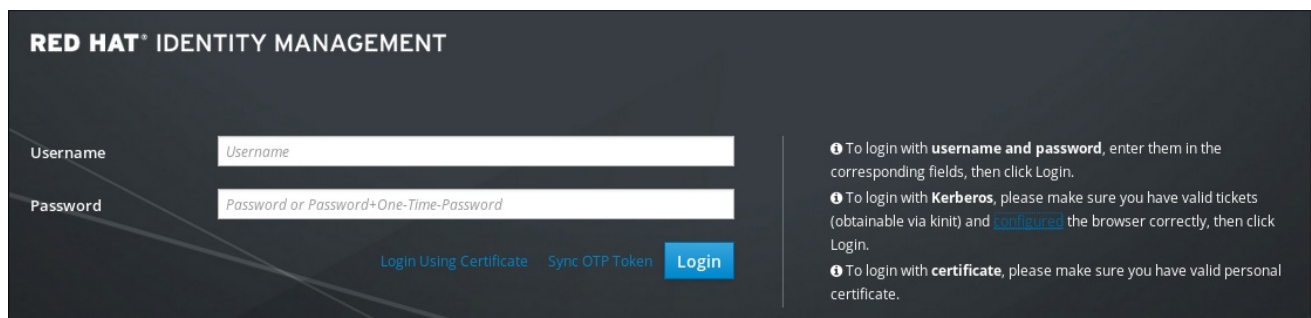 RED HAT® IDENTITY MANAGEMENT
Username
Username
Password
Password or Password+One-Time-Password
Login Using Certificate
Sync OTP Token
Login
To login with username and password, enter them in the
corresponding fields, then click Login.
To login with Kerberos, please make sure you have valid tickets
(obtainable via kinit) and configured the browser correctly, then click
Login.
To login with certificate, please make sure you have valid personal
certificate.